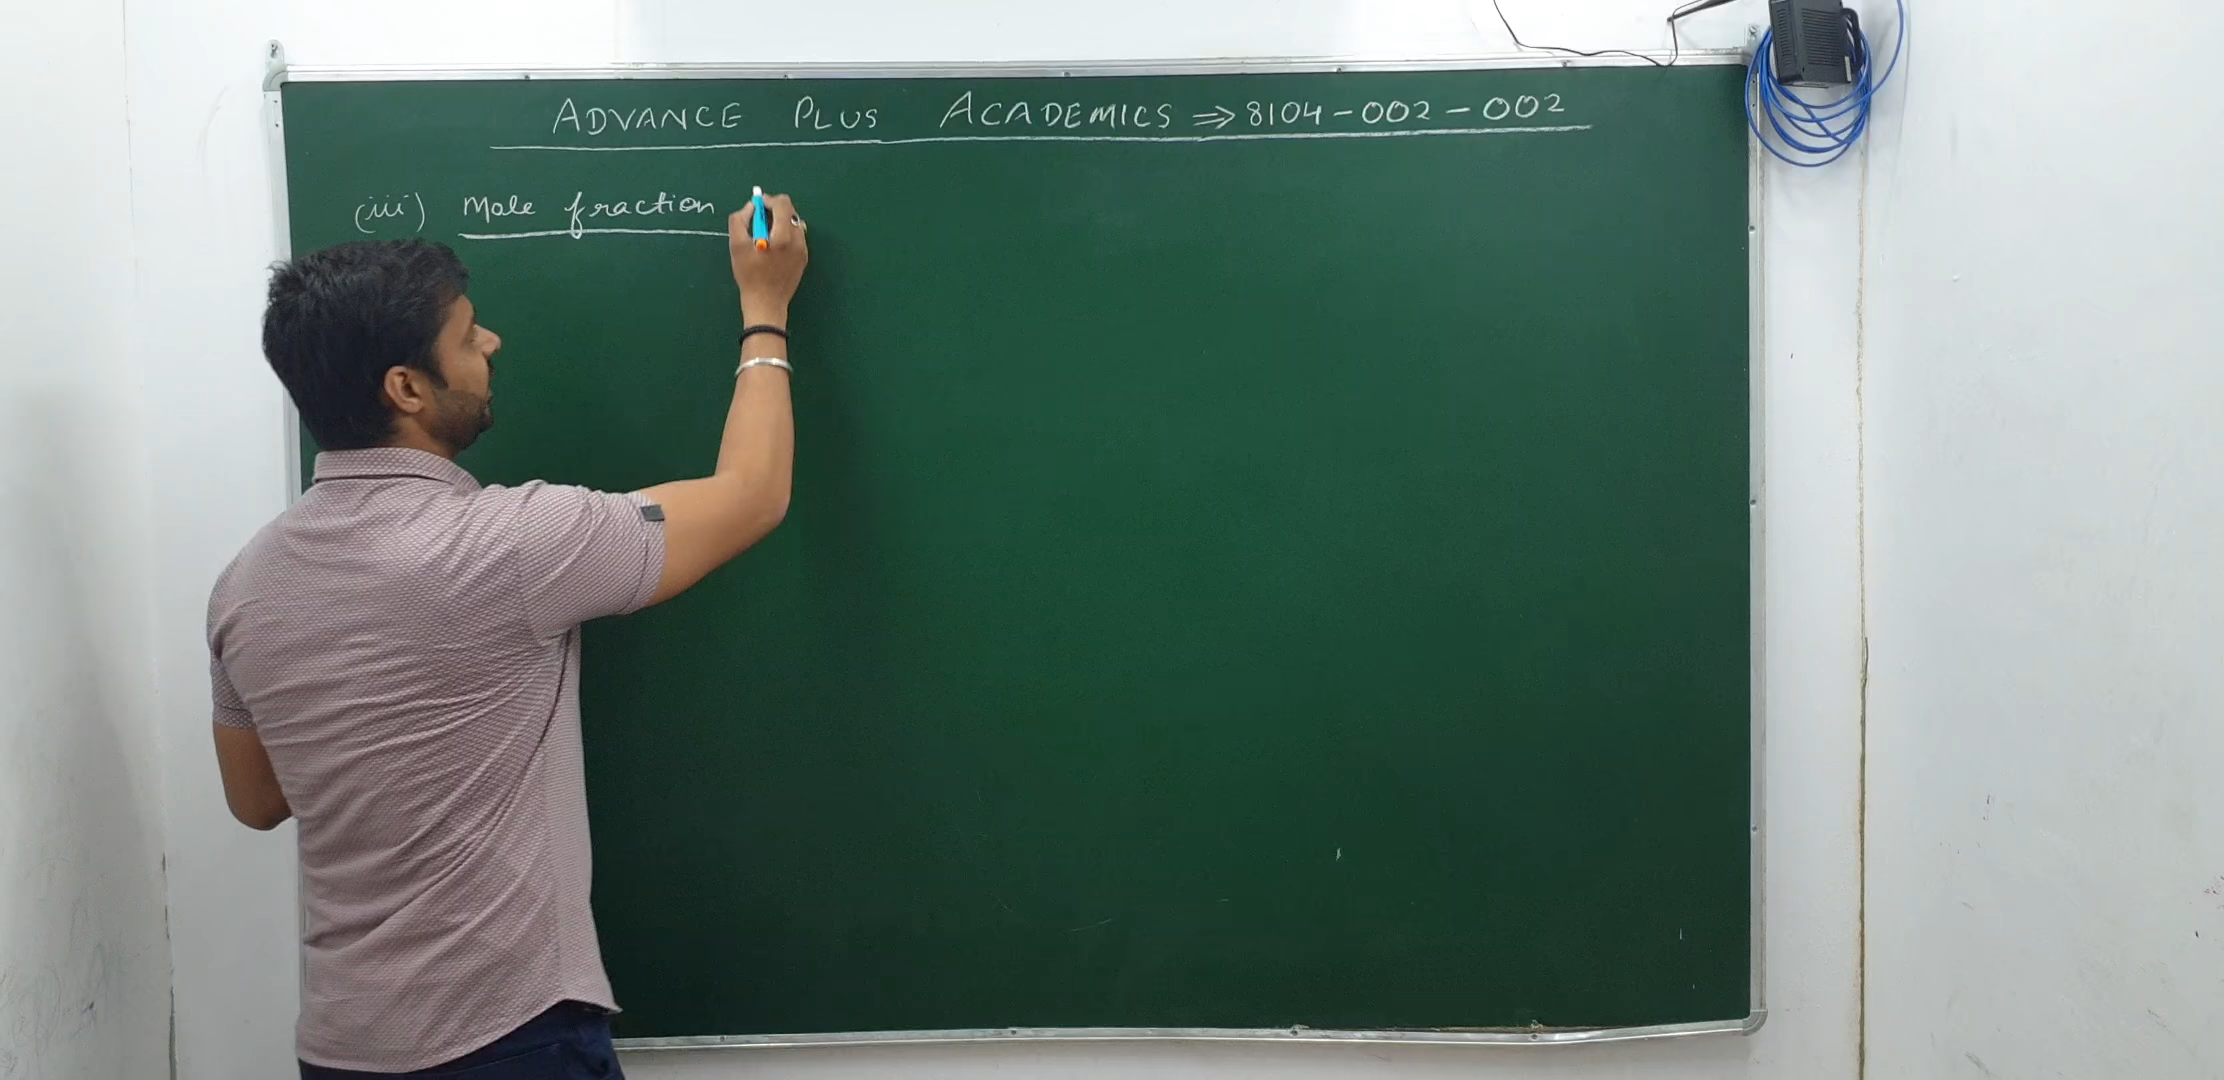 ADVANCE PLUS ACADEMICS ⇒ 8104-002-002
(iii) Mole fraction